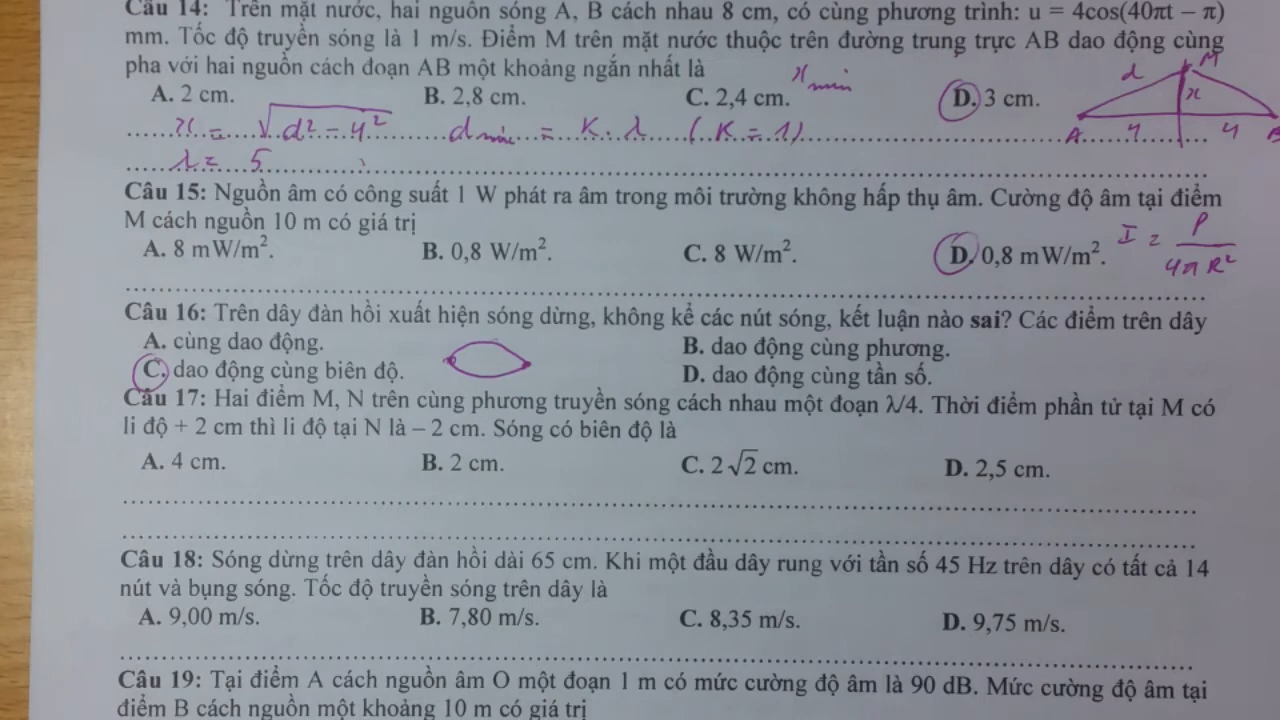 Câu 14: Trên mặt nước, hai nguồn sóng A, B cách nhau 8 cm, có cùng phương trình: u = 4cos(40πt – π)
mm. Tốc độ truyền sóng là 1 m/s. Điểm M trên mặt nước thuộc trên đường trung trực AB dao động cùng
pha với hai nguồn cách đoạn AB một khoảng ngắn nhất là
x min
d
M
A. 2 cm. B. 2,8 cm. C. 2,4 cm. D. 3 cm.
x
x = √d² – 4² d min = K.λ (K = 1)
A 4 4 B
λ = 5
Câu 15: Nguồn âm có công suất 1 W phát ra âm trong môi trường không hấp thụ âm. Cường độ âm tại điểm
M cách nguồn 10 m có giá trị
A. 8 mW/m². B. 0,8 W/m². C. 8 W/m². D. 0,8 mW/m².
I = P / 4πR²
Câu 16: Trên dây đàn hồi xuất hiện sóng dừng, không kể các nút sóng, kết luận nào sai? Các điểm trên dây
A. cùng dao động. B. dao động cùng phương.
C. dao động cùng biên độ. D. dao động cùng tần số.
Câu 17: Hai điểm M, N trên cùng phương truyền sóng cách nhau một đoạn λ/4. Thời điểm phần tử tại M có
li độ + 2 cm thì li độ tại N là – 2 cm. Sóng có biên độ là
A. 4 cm. B. 2 cm. C. 2√2 cm. D. 2,5 cm.
Câu 18: Sóng dừng trên dây đàn hồi dài 65 cm. Khi một đầu dây rung với tần số 45 Hz trên dây có tất cả 14
nút và bụng sóng. Tốc độ truyền sóng trên dây là
A. 9,00 m/s. B. 7,80 m/s. C. 8,35 m/s. D. 9,75 m/s.
Câu 19: Tại điểm A cách nguồn âm O một đoạn 1 m có mức cường độ âm là 90 dB. Mức cường độ âm tại
điểm B cách nguồn một khoảng 10 m có giá trị